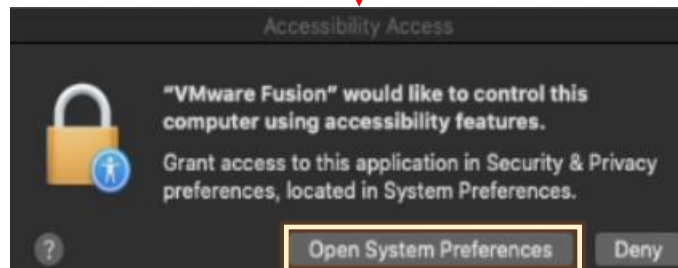 Accessibility Access
"VMware Fusion" would like to control this
computer using accessibility features.
Grant access to this application in Security & Privacy
preferences, located in System Preferences.
? Open System Preferences Deny